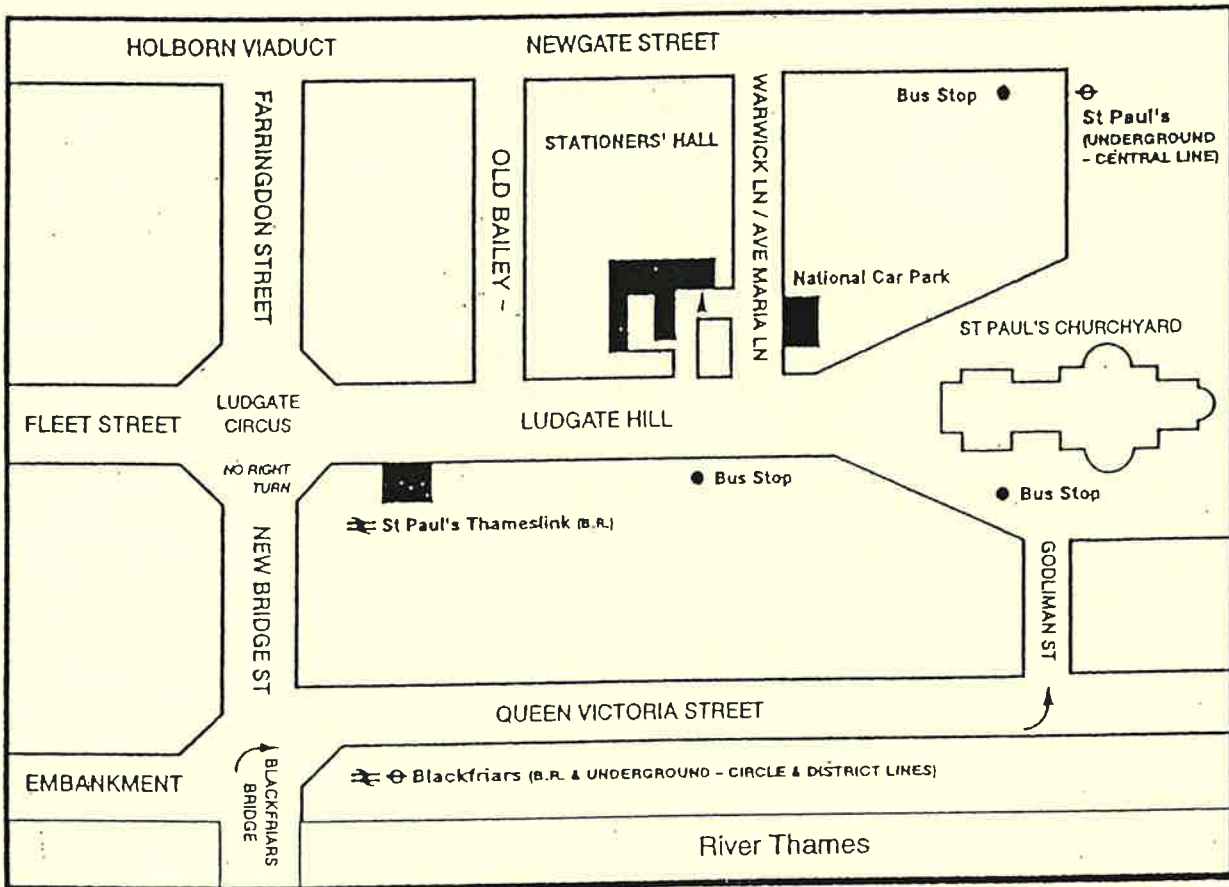 HOLBORN VIADUCT
NEWGATE STREET
FARRINGDON STREET
OLD BAILEY -
STATIONERS' HALL
WARWICK LN / AVE MARIA LN
Bus Stop
St Paul's
(UNDERGROUND
- CENTRAL LINE)
National Car Park
ST PAUL'S CHURCHYARD
FLEET STREET
LUDGATE
CIRCUS
LUDGATE HILL
NO RIGHT
TURN
Bus Stop
Bus Stop
St Paul's Thameslink (B.R.)
NEW BRIDGE ST
GODLIMAN ST
QUEEN VICTORIA STREET
EMBANKMENT
BLACKFRIARS
BRIDGE
Blackfriars (B.R. & UNDERGROUND - CIRCLE & DISTRICT LINES)
River Thames